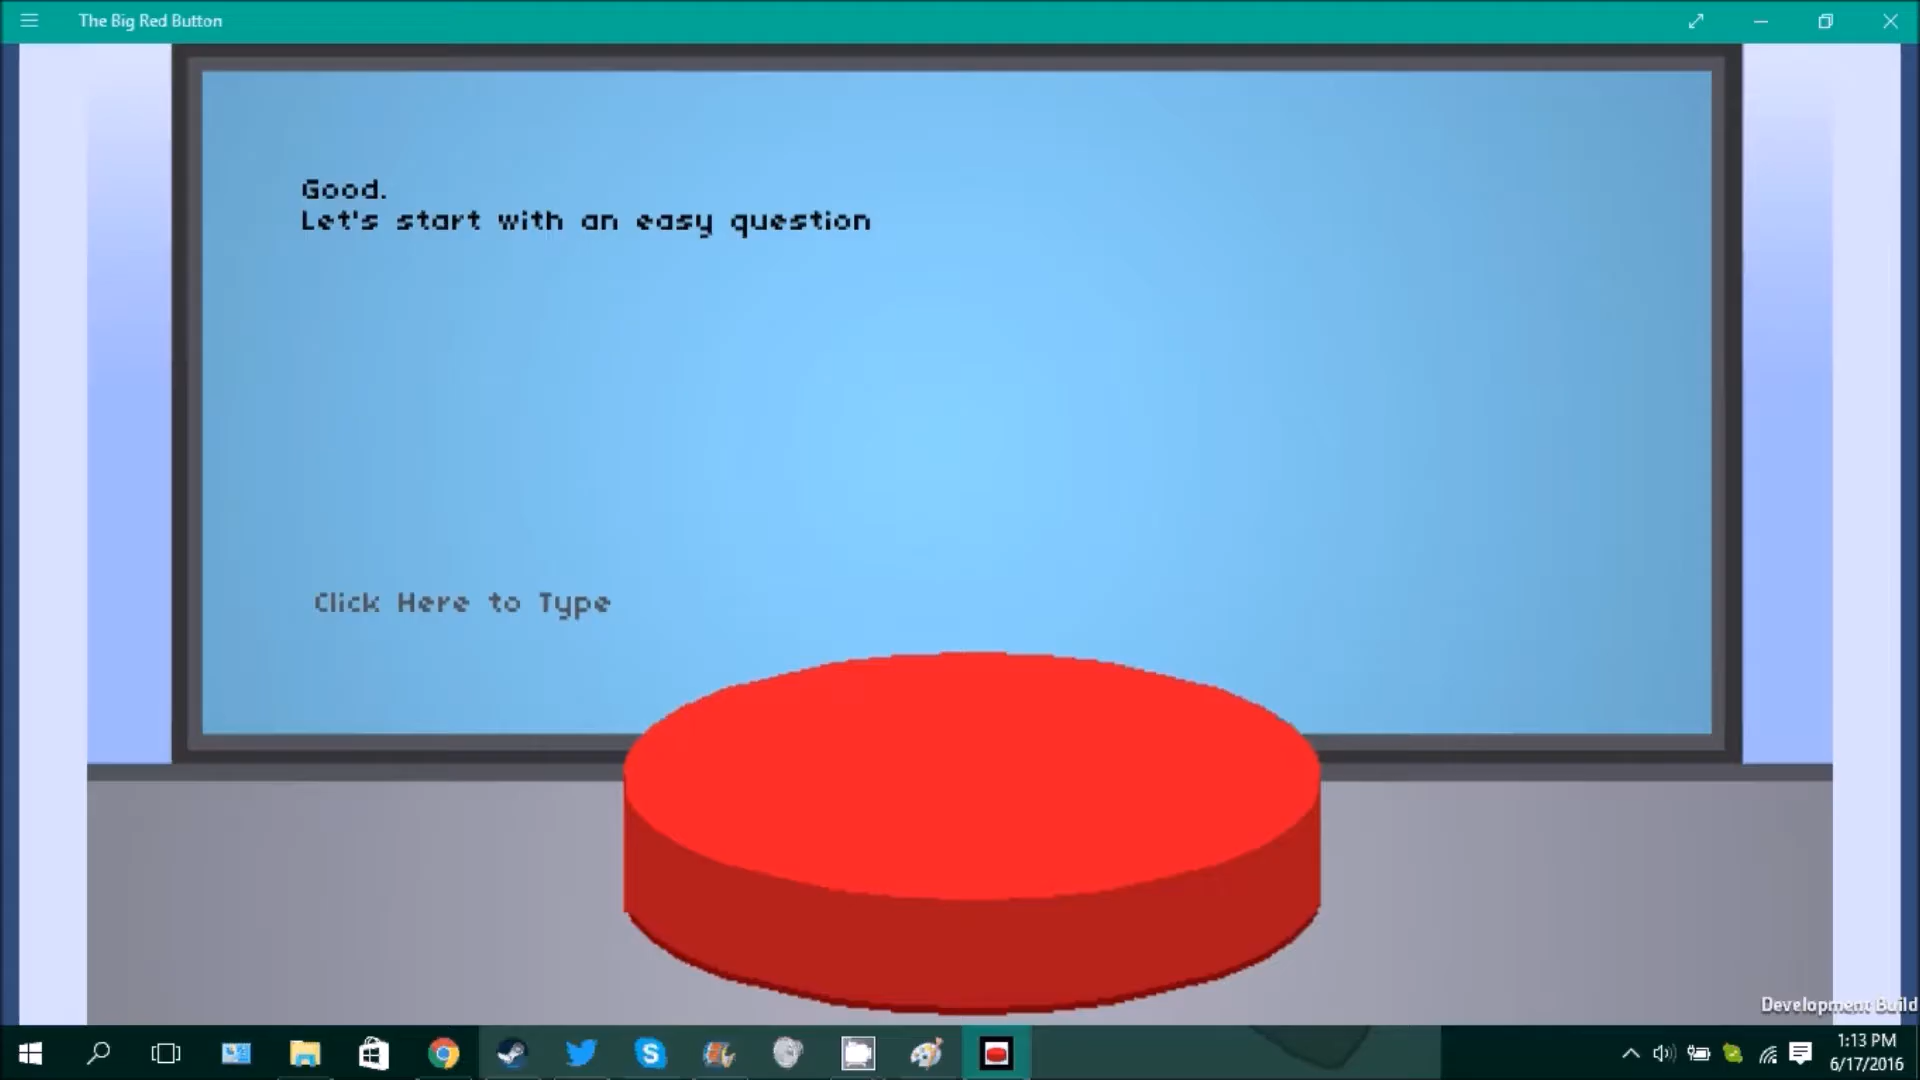 The Big Red Button
Good.
Let's start with an easy question
Click Here to Type
Development Build
1:13 PM
6/17/2016